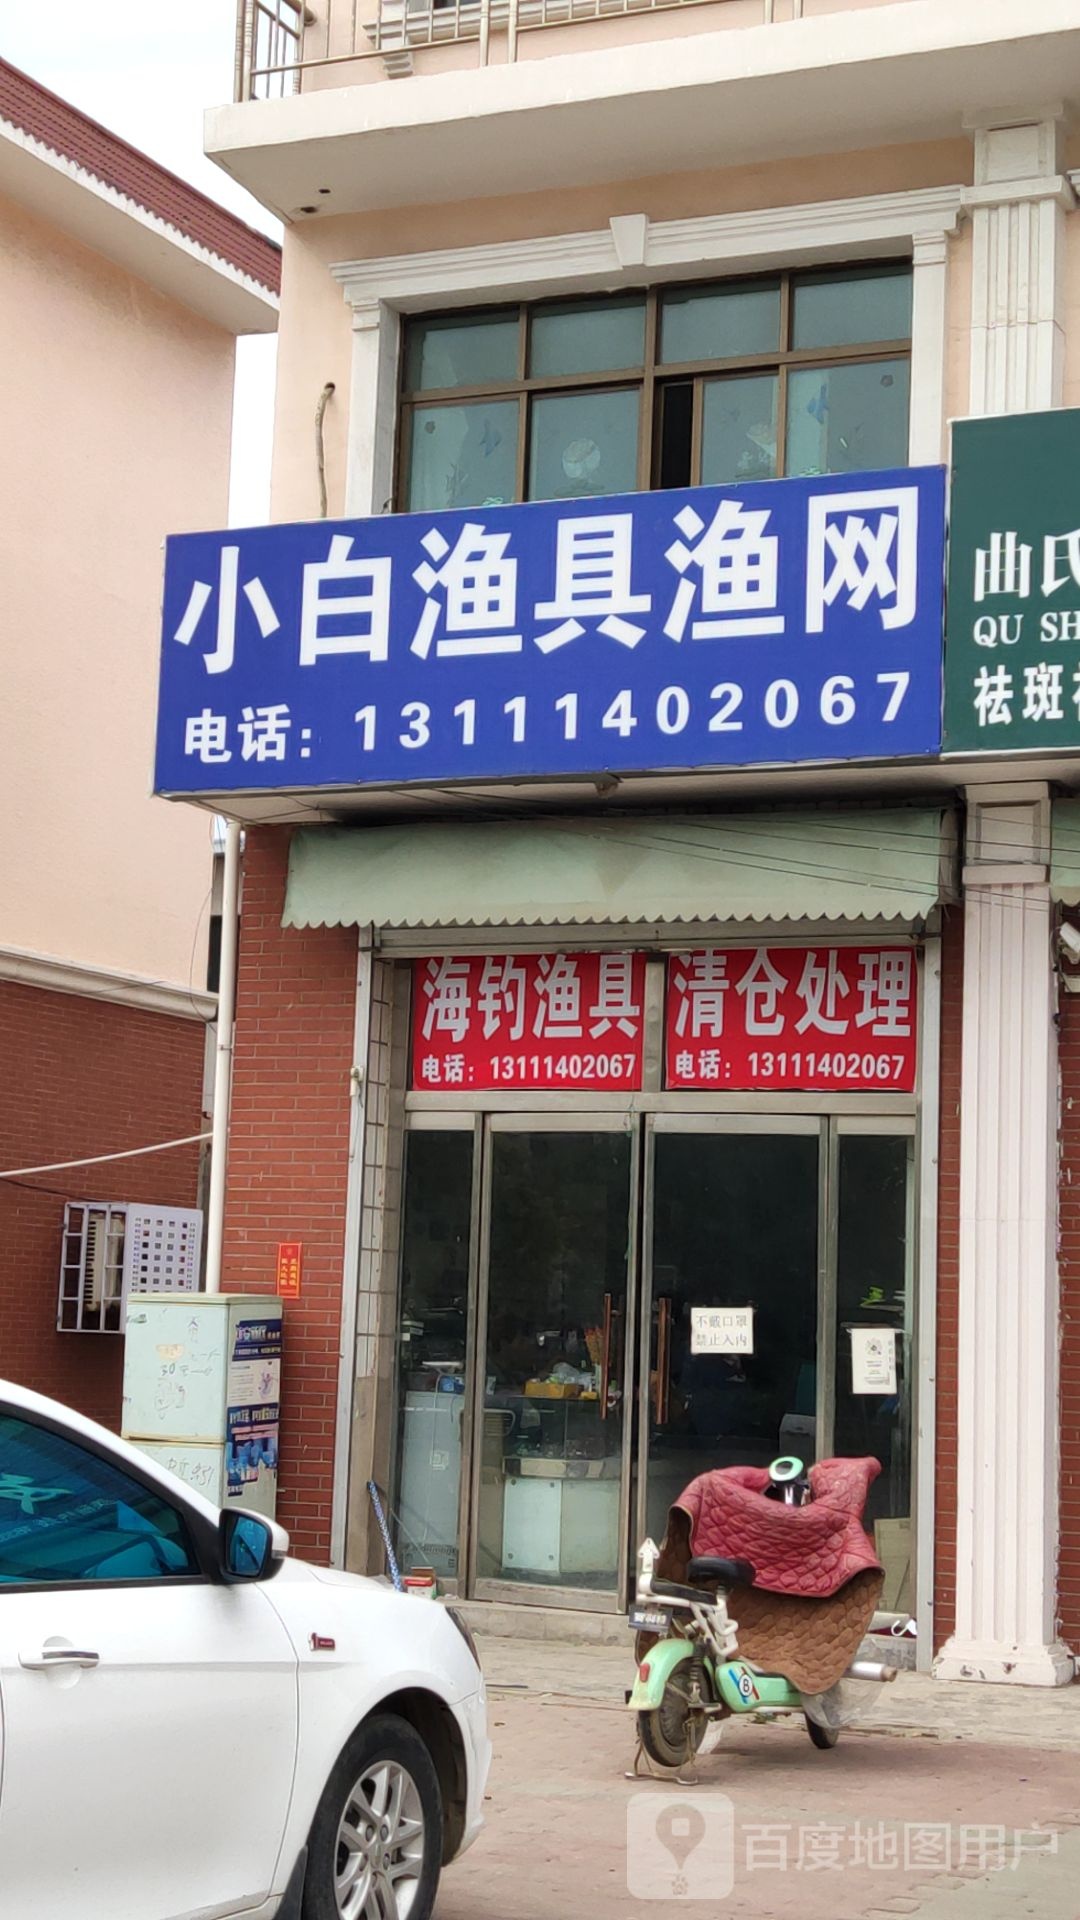 小白渔具渔网
电话：13111402067
曲氏
QU SH
祛斑
海钓渔具
电话：13111402067
清仓处理
电话：13111402067
不戴口罩
禁止入内
百度地图用户